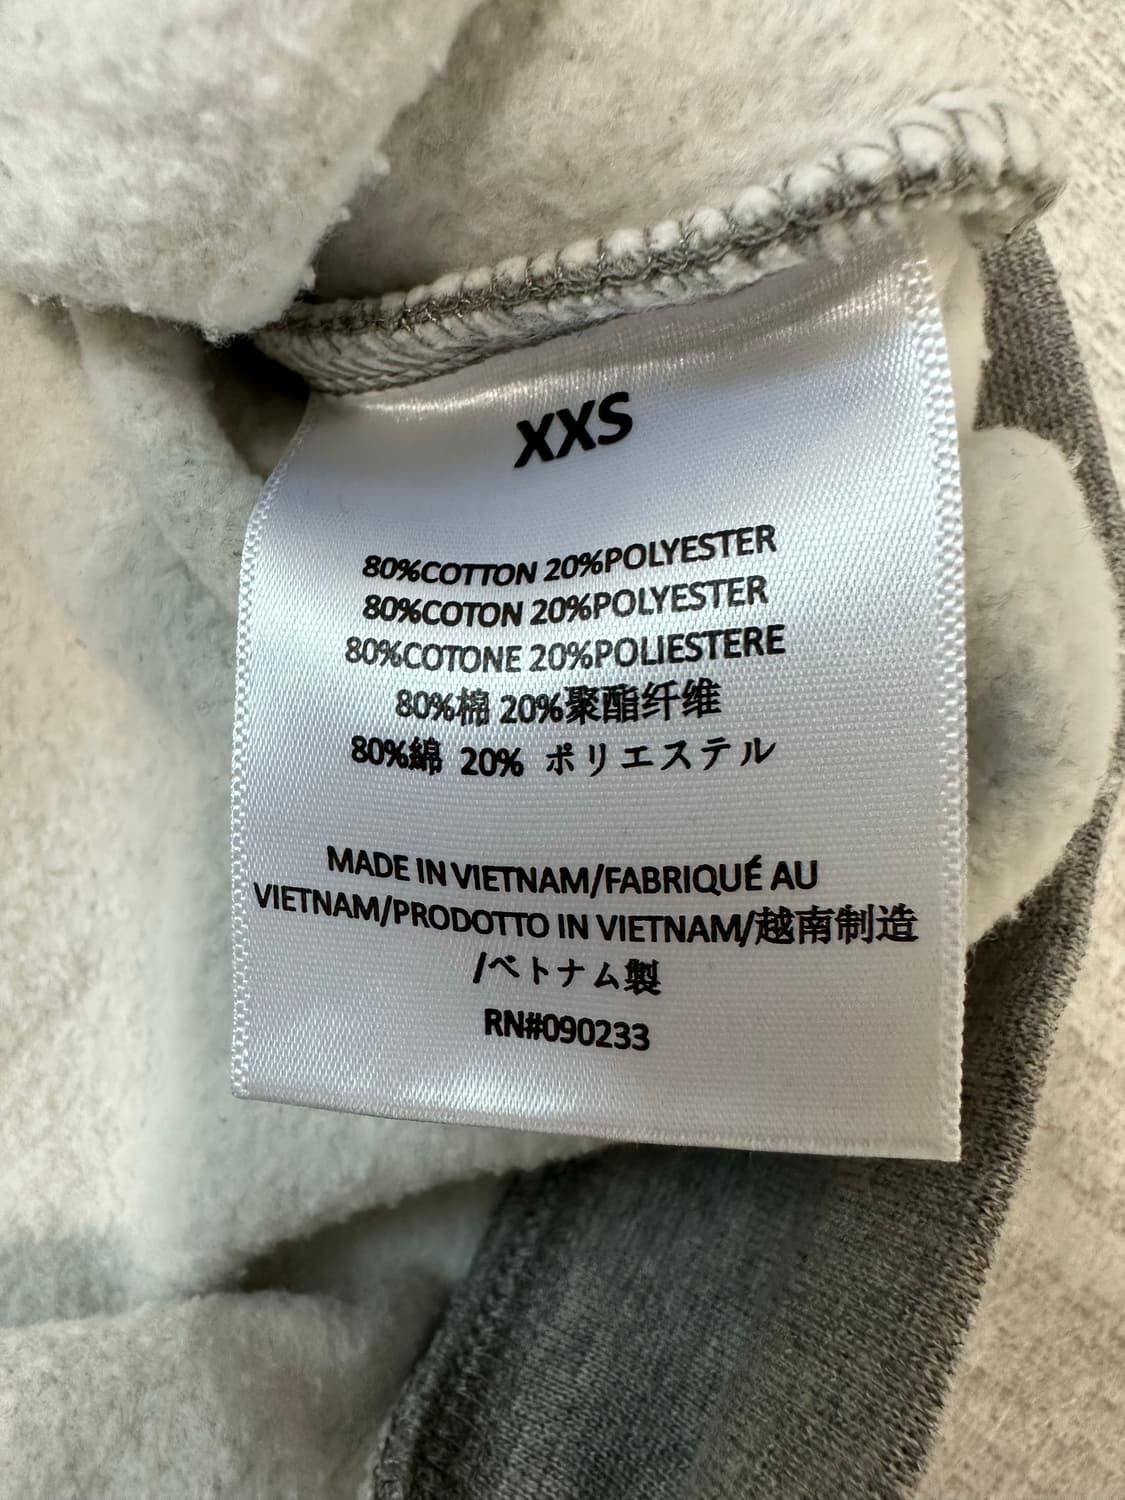 XXS
80%COTTON 20%POLYESTER
80%COTON 20%POLYESTER
80%COTONE 20%POLIESTERE
80%棉 20%聚酯纤维
80%綿 20% ポリエステル
MADE IN VIETNAM/FABRIQUÉ AU
VIETNAM/PRODOTTO IN VIETNAM/越南制造
/ベトナム製
RN#090233